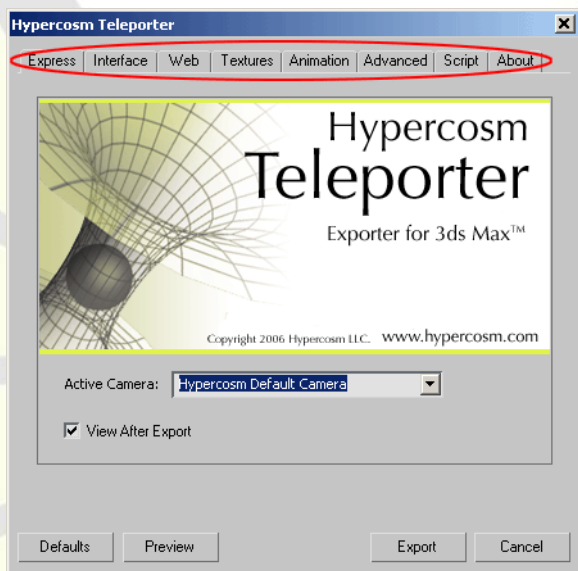 Hypercosm Teleporter
Express Interface Web Textures Animation Advanced Script About
Hypercosm
Teleporter
Exporter for 3ds Max™
Copyright 2006 Hypercosm LLC. www.hypercosm.com
Active Camera: Hypercosm Default Camera
View After Export
Defaults Preview Export Cancel